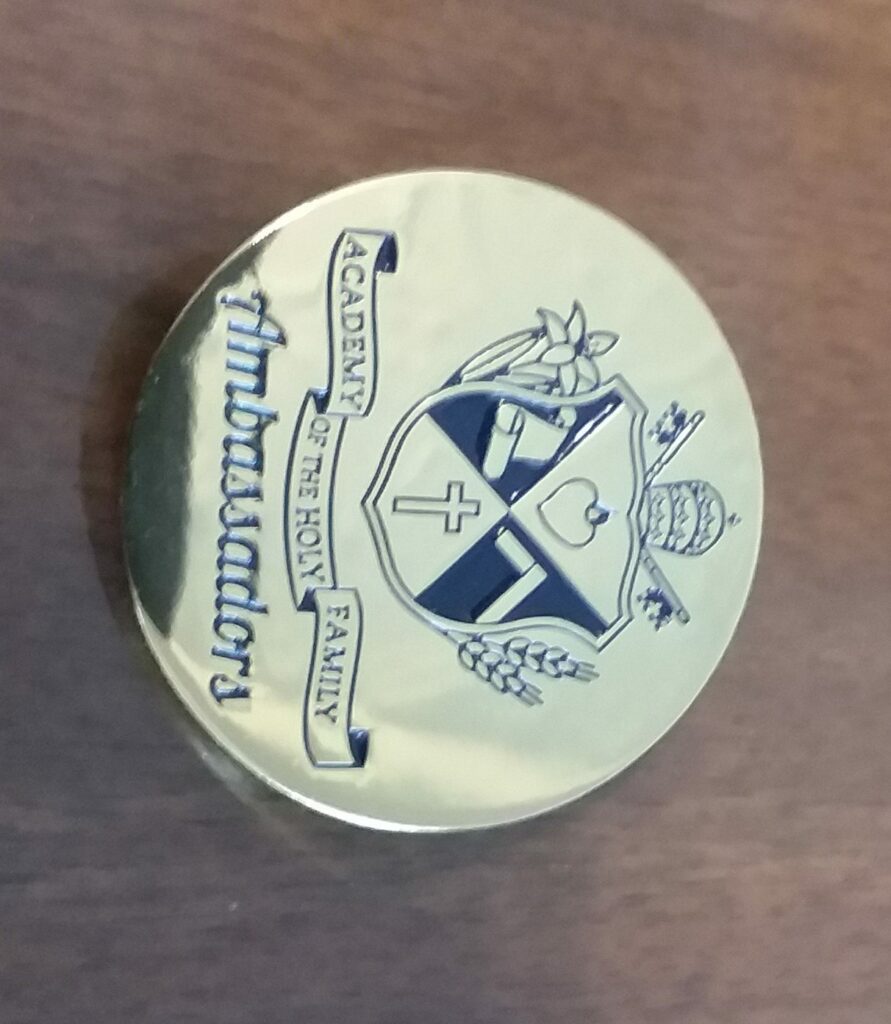 ACADEMY
OF THE HOLY
FAMILY
Ambassadors